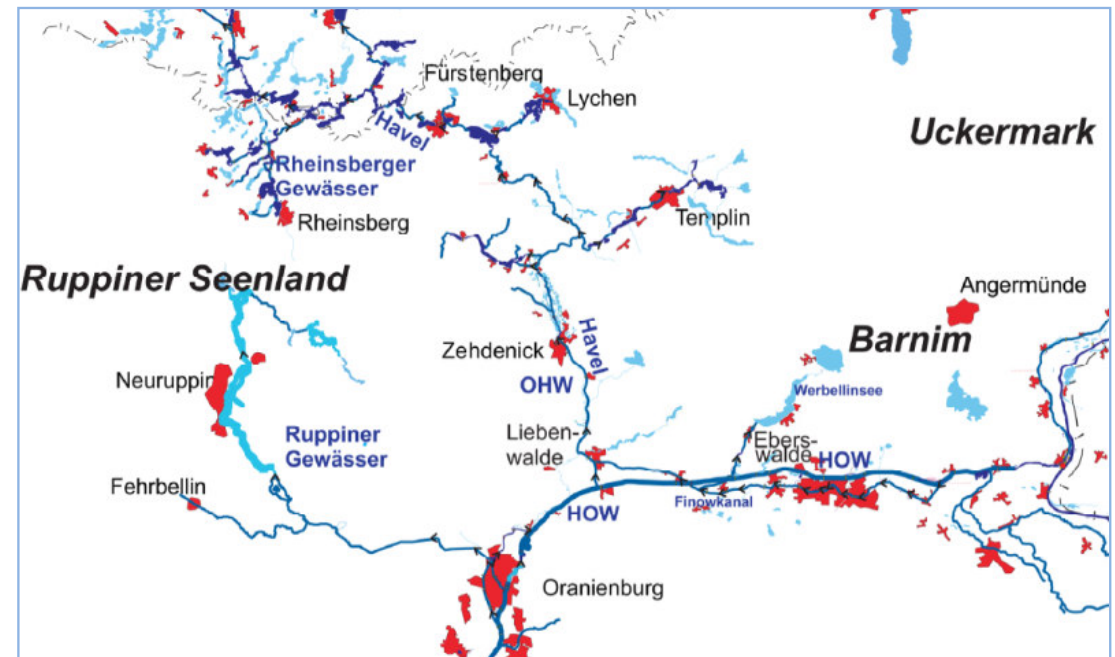 Fürstenberg
Lychen
Havel
Uckermark
Rheinsberger
Gewässer
Rheinsberg
Templin
Ruppiner Seenland
Angermünde
Zehdenick
Havel
Barnim
OHW
Neuruppin
Werbellinsee
Ruppiner
Gewässer
Lieben-
walde
Ebers-
walde
HOW
Fehrbellin
Finowkanal
HOW
Oranienburg